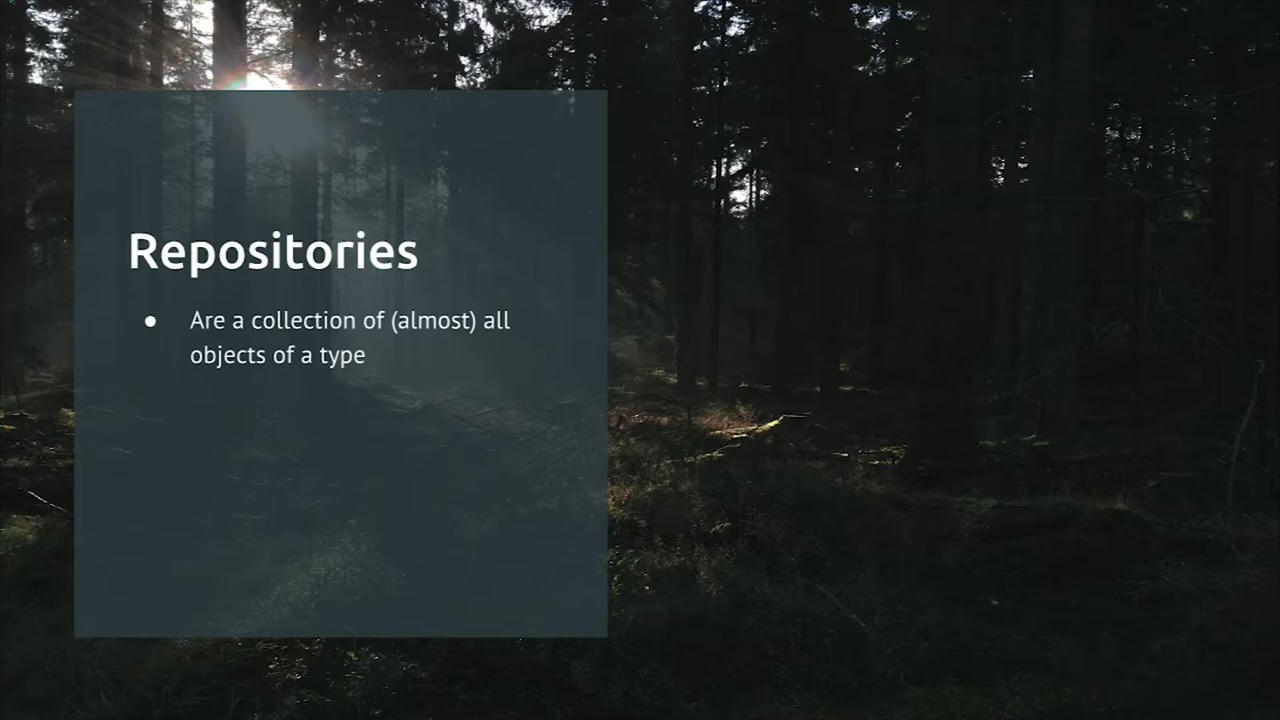 Repositories
● Are a collection of (almost) all
objects of a type